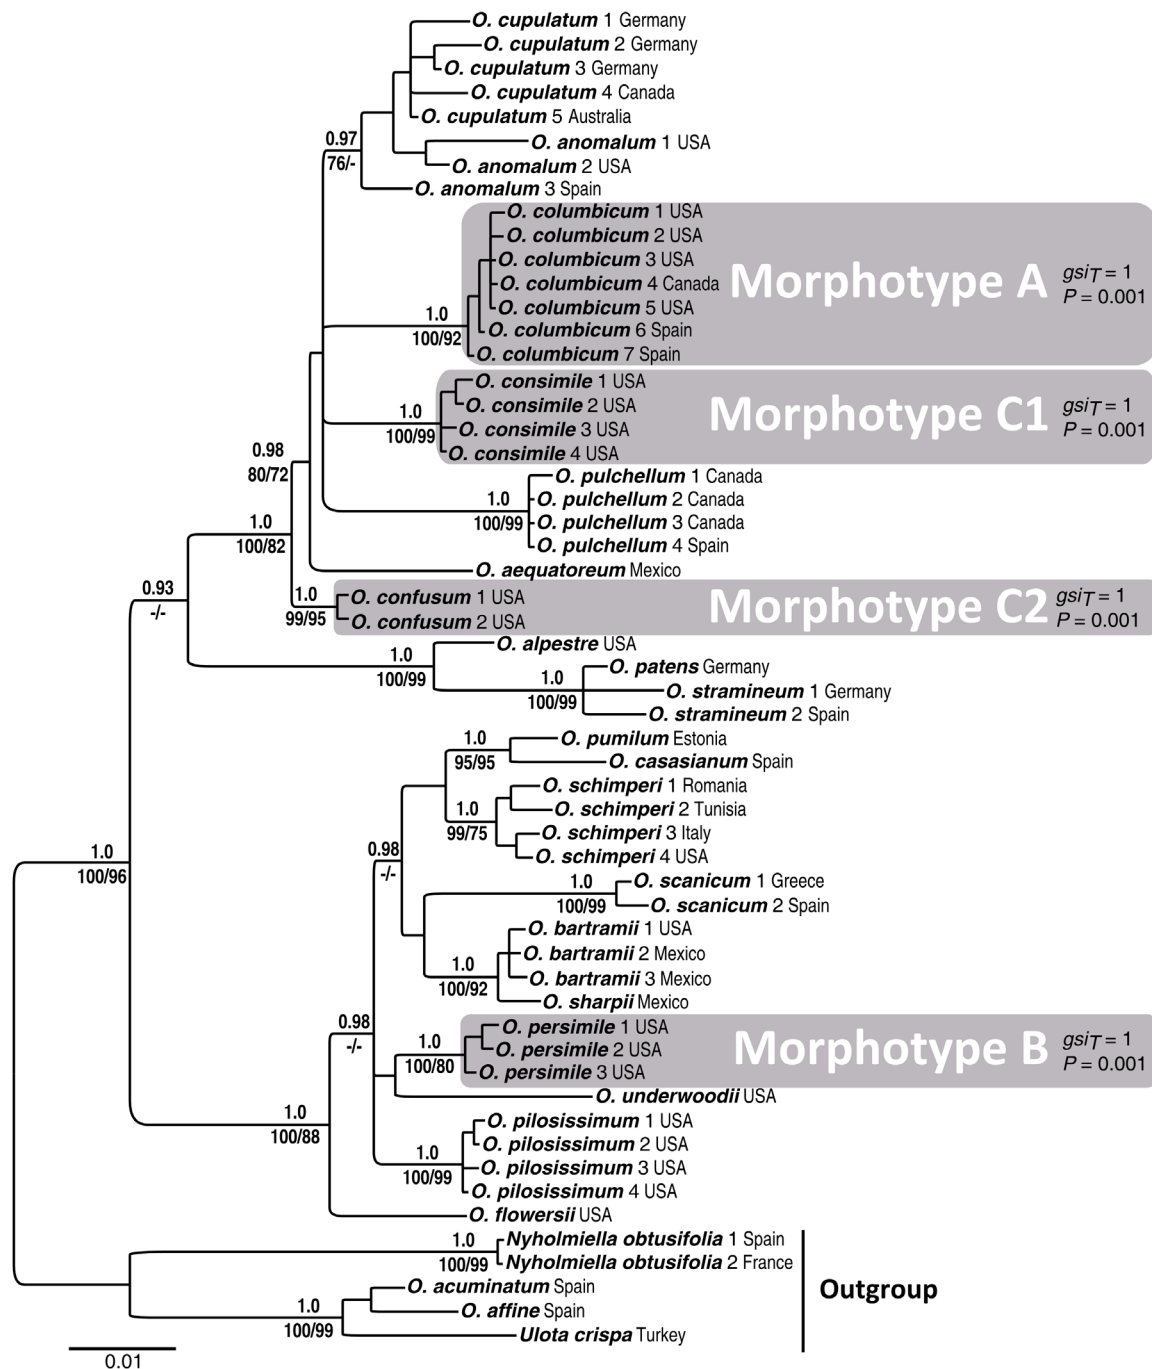 O. cupulatum 1 Germany
O. cupulatum 2 Germany
O. cupulatum 3 Germany
O. cupulatum 4 Canada
O. cupulatum 5 Australia
0.97
76/-
O. anomalum 1 USA
O. anomalum 2 USA
O. anomalum 3 Spain
O. columbicum 1 USA
O. columbicum 2 USA
O. columbicum 3 USA
O. columbicum 4 Canada
O. columbicum 5 USA
O. columbicum 6 Spain
O. columbicum 7 Spain
1.0
100/92
Morphotype A
gsiT = 1
P = 0.001
O. consimile 1 USA
O. consimile 2 USA
O. consimile 3 USA
O. consimile 4 USA
1.0
100/99
Morphotype C1
gsiT = 1
P = 0.001
0.98
80/72
O. pulchellum 1 Canada
O. pulchellum 2 Canada
O. pulchellum 3 Canada
O. pulchellum 4 Spain
1.0
100/99
1.0
100/82
O. aequatoreum Mexico
0.93
-/-
1.0
99/95
O. confusum 1 USA
O. confusum 2 USA
Morphotype C2
gsiT = 1
P = 0.001
O. alpestre USA
1.0
100/99
O. patens Germany
1.0
100/99
O. stramineum 1 Germany
O. stramineum 2 Spain
1.0
95/95
O. pumilum Estonia
O. casasianum Spain
O. schimperi 1 Romania
O. schimperi 2 Tunisia
O. schimperi 3 Italy
O. schimperi 4 USA
1.0
99/75
1.0
100/96
0.98
-/-
O. scanicum 1 Greece
O. scanicum 2 Spain
1.0
100/99
O. bartramii 1 USA
O. bartramii 2 Mexico
O. bartramii 3 Mexico
O. sharpii Mexico
1.0
100/92
0.98
-/-
O. persimile 1 USA
O. persimile 2 USA
O. persimile 3 USA
1.0
100/80
Morphotype B
gsiT = 1
P = 0.001
O. underwoodii USA
1.0
100/88
O. pilosissimum 1 USA
O. pilosissimum 2 USA
O. pilosissimum 3 USA
O. pilosissimum 4 USA
1.0
100/99
O. flowersii USA
Nyholmiella obtusifolia 1 Spain
Nyholmiella obtusifolia 2 France
1.0
100/99
O. acuminatum Spain
O. affine Spain
Ulota crispa Turkey
1.0
100/99
Outgroup
0.01